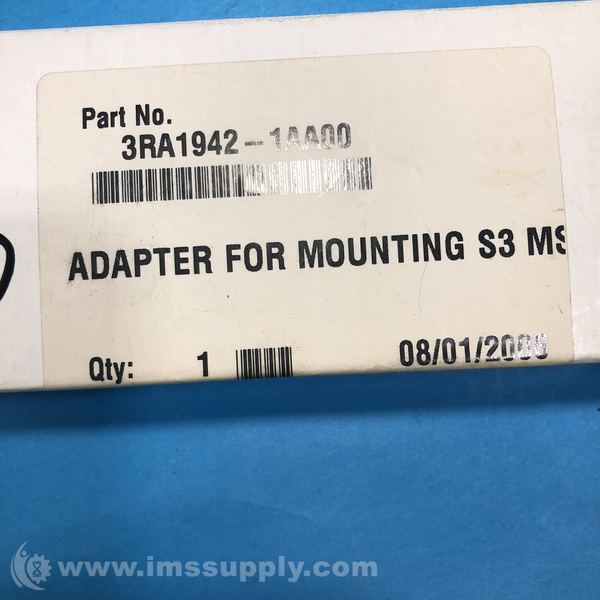 Part No.
3RA1942-1AA00
ADAPTER FOR MOUNTING S3 MS
Qty: 1 08/01/2006
www.imssupply.com